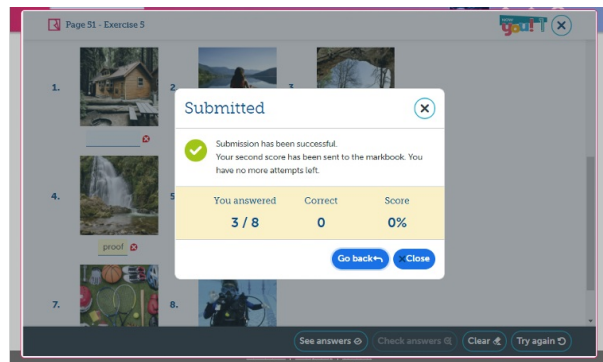 Page 51 - Exercise 5
you!
1.
2.
3.
Submitted
Submission has been successful.
Your second score has been sent to the markbook. You
have no more attempts left.
You answered Correct Score
3 / 8 0 0%
Go back Close
4.
5
proof
7.
8.
See answers Check answers Clear Try again